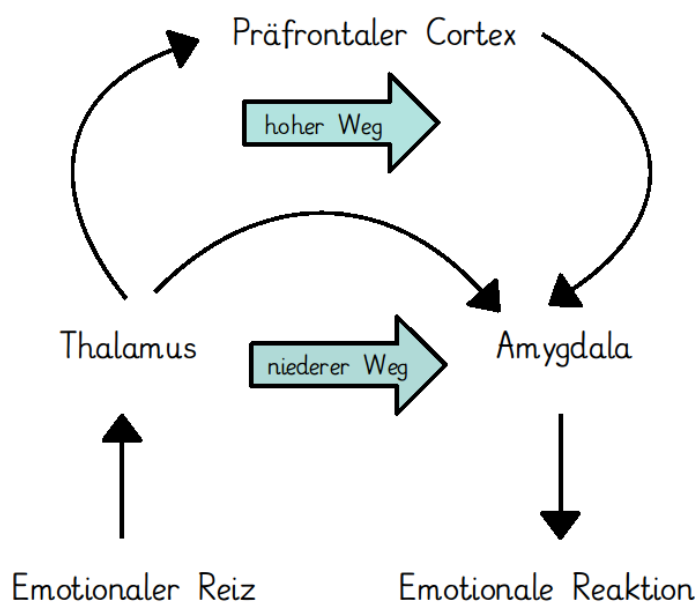 Präfrontaler Cortex
hoher Weg
Thalamus
niederer Weg
Amygdala
Emotionaler Reiz
Emotionale Reaktion